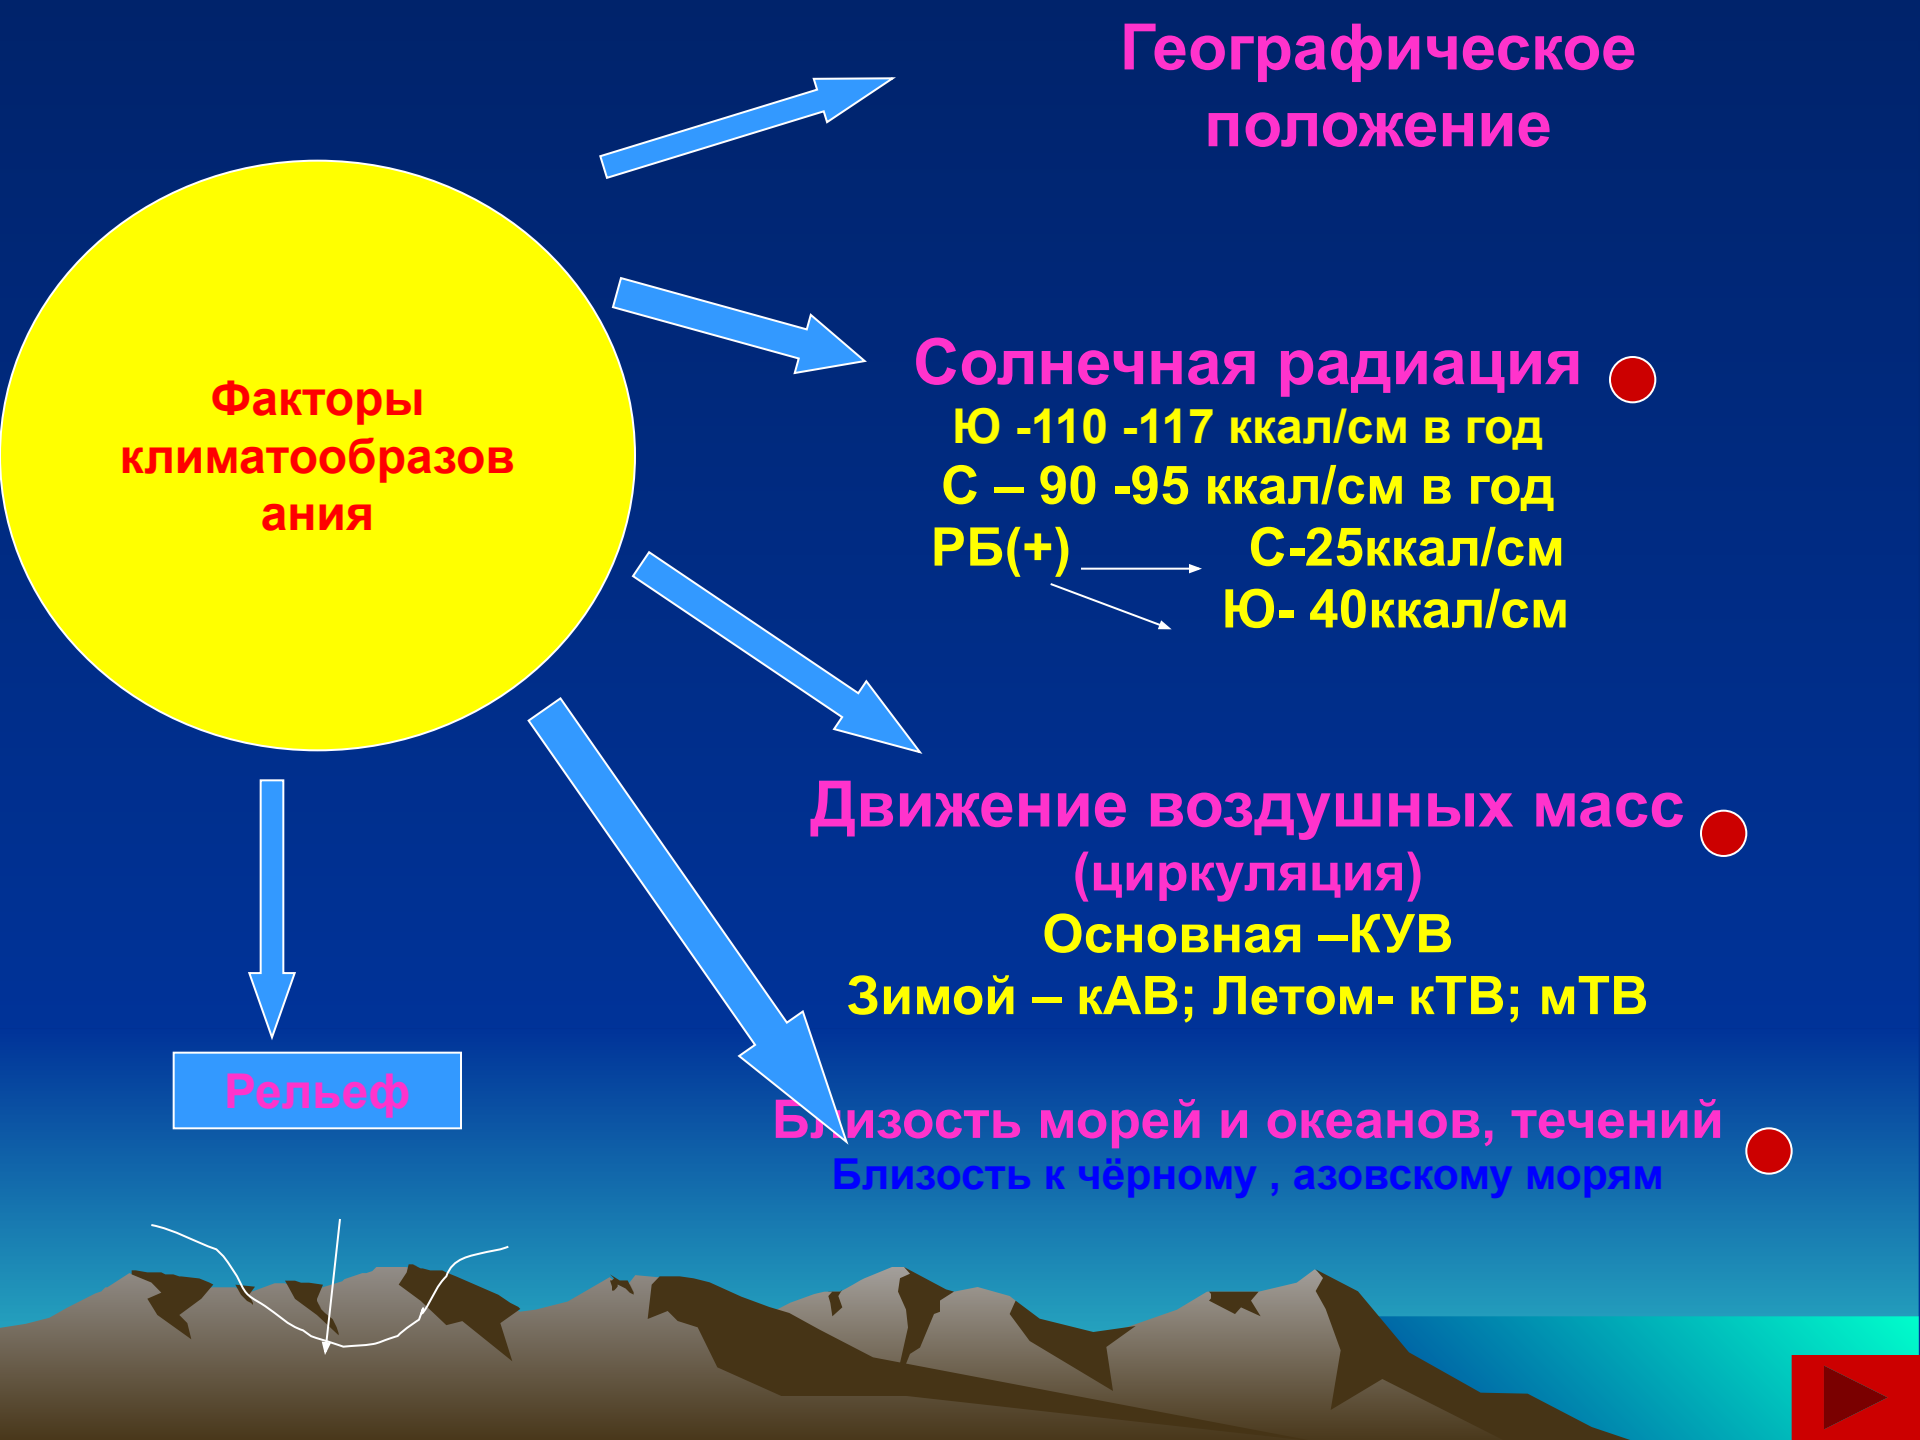 Географическое
положение
Факторы
климатообразов
ания
Солнечная радиация
Ю -110 -117 ккал/см в год
С – 90 -95 ккал/см в год
РБ(+) С-25ккал/см
Ю- 40ккал/см
Движение воздушных масс
(циркуляция)
Основная –КУВ
Зимой – кАВ; Летом- кТВ; мТВ
Рельеф
Близость морей и океанов, течений
Близость к чёрному , азовскому морям